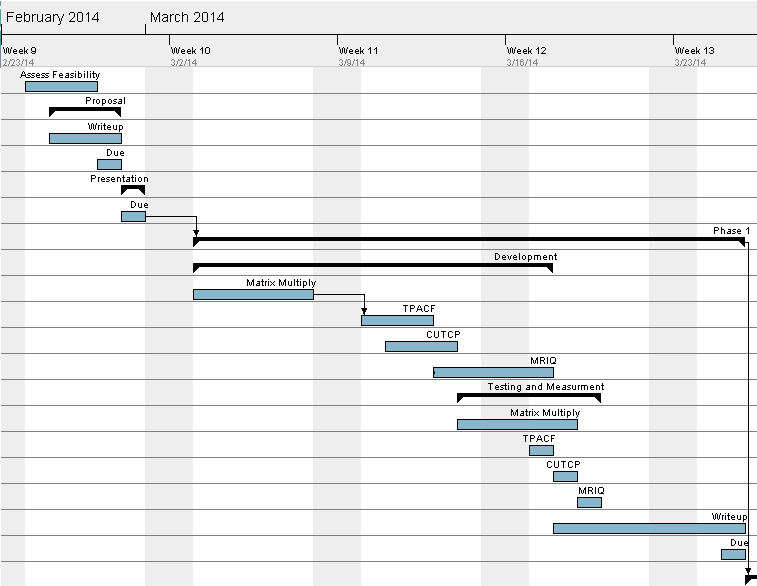 February 2014 March 2014
Week 9 Week 10 Week 11 Week 12 Week 13
2/23/14 3/2/14 3/9/14 3/16/14 3/23/14
Assess Feasibility
Proposal
Writeup
Due
Presentation
Due
Phase 1
Development
Matrix Multiply
TPACF
CUTCP
MRIQ
Testing and Measurment
Matrix Multiply
TPACF
CUTCP
MRIQ
Writeup
Due